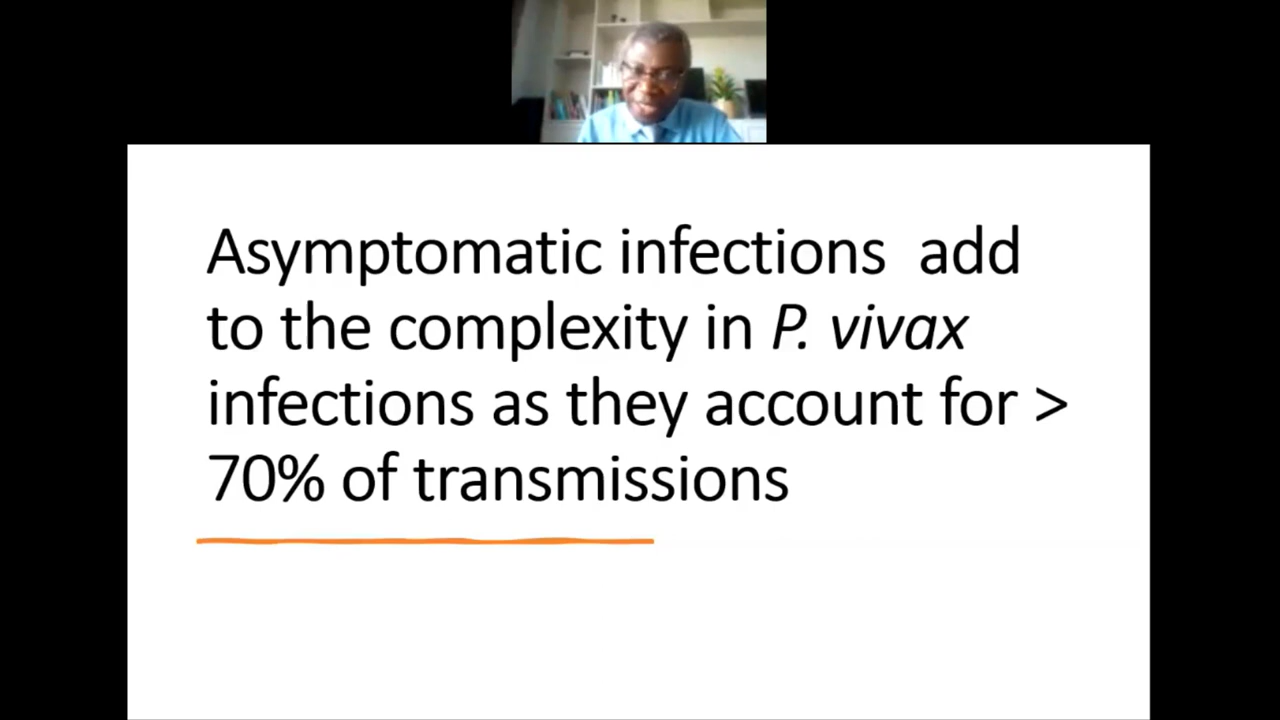 Asymptomatic infections  add
to the complexity in P. vivax
infections as they account for >
70% of transmissions